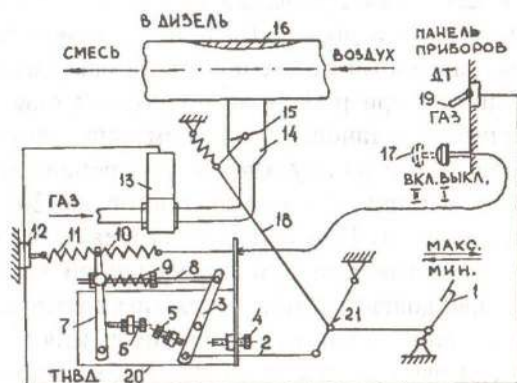 В ДИЗЕЛЬ
16
СМЕСЬ
ВОЗДУХ
ПАНЕЛЬ
ПРИБОРОВ
ДТ
19
ГАЗ
15
14
17
13
ВКЛ. ВЫКЛ.
II I
ГАЗ
18
12
11
10
МАКС.
МИН.
9
8
1
7
3
4
5
6
2
21
ТНВД
20